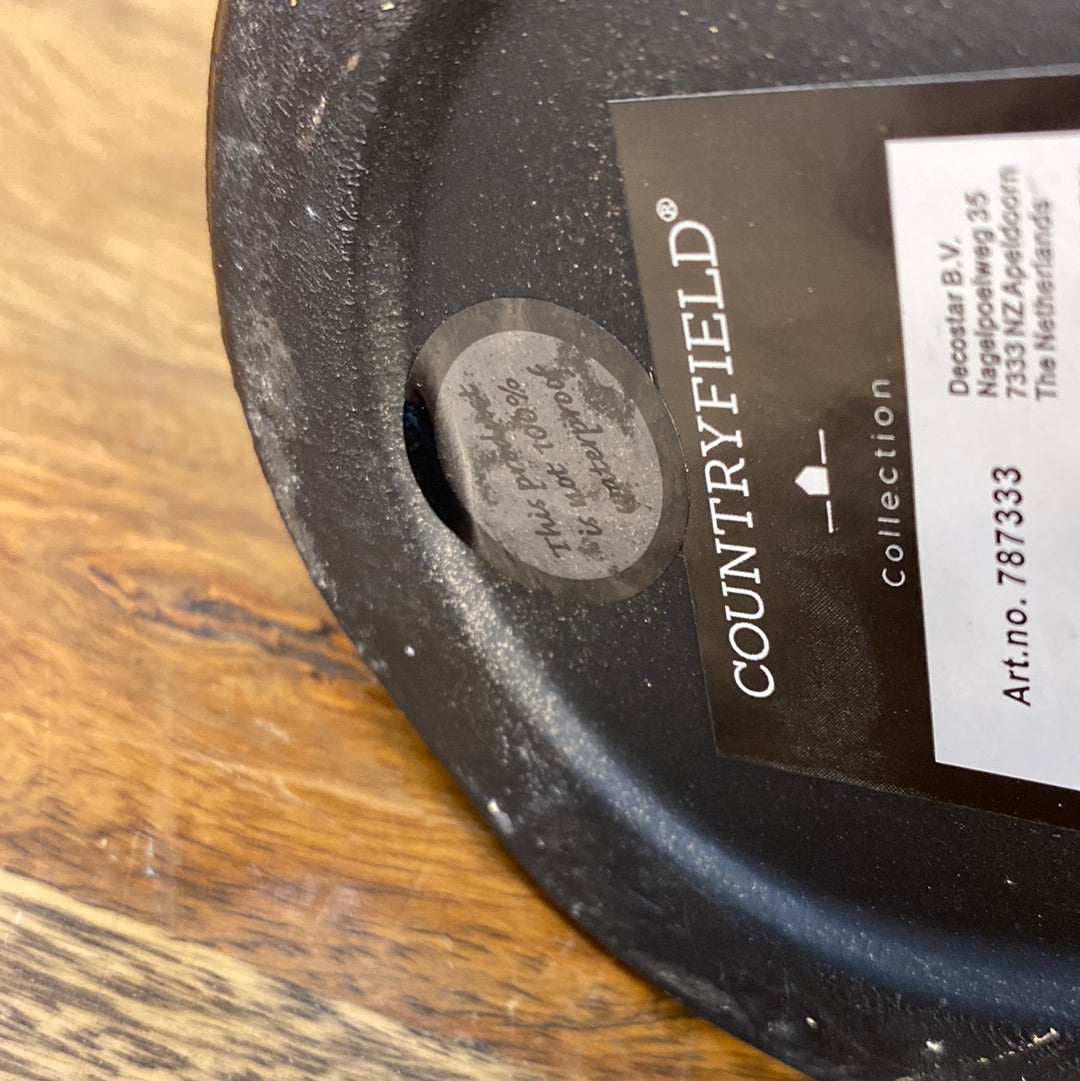 This product
is not 100%
waterproof
COUNTRYFIELD®
Collection
Decostar B.V.
Nagelpoelweg 35
7333 NZ Apeldoorn
The Netherlands
Art.no. 787333